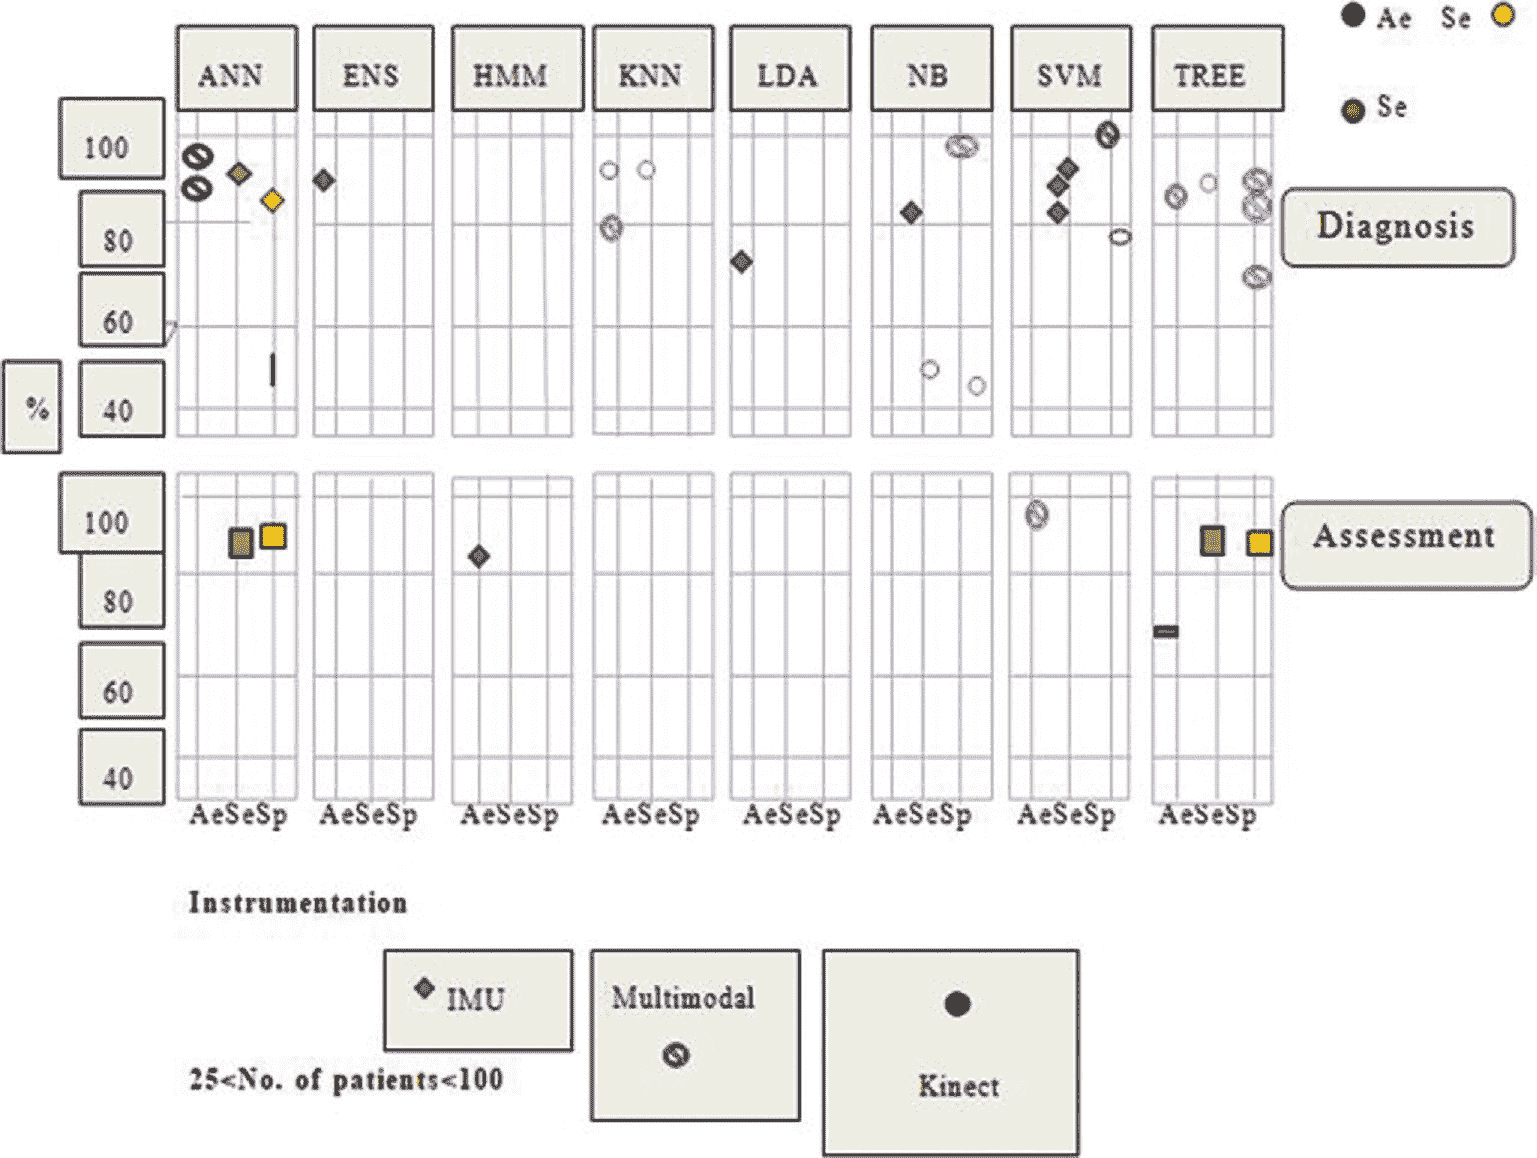 Ae Se
ANN ENS HMM KNN LDA NB SVM TREE
Se
100
80
Diagnosis
60
%
40
100
Assessment
80
60
40
AeSeSp AeSeSp AeSeSp AeSeSp AeSeSp AeSeSp AeSeSp AeSeSp
Instrumentation
IMU
Multimodal
25<No. of patients<100
Kinect